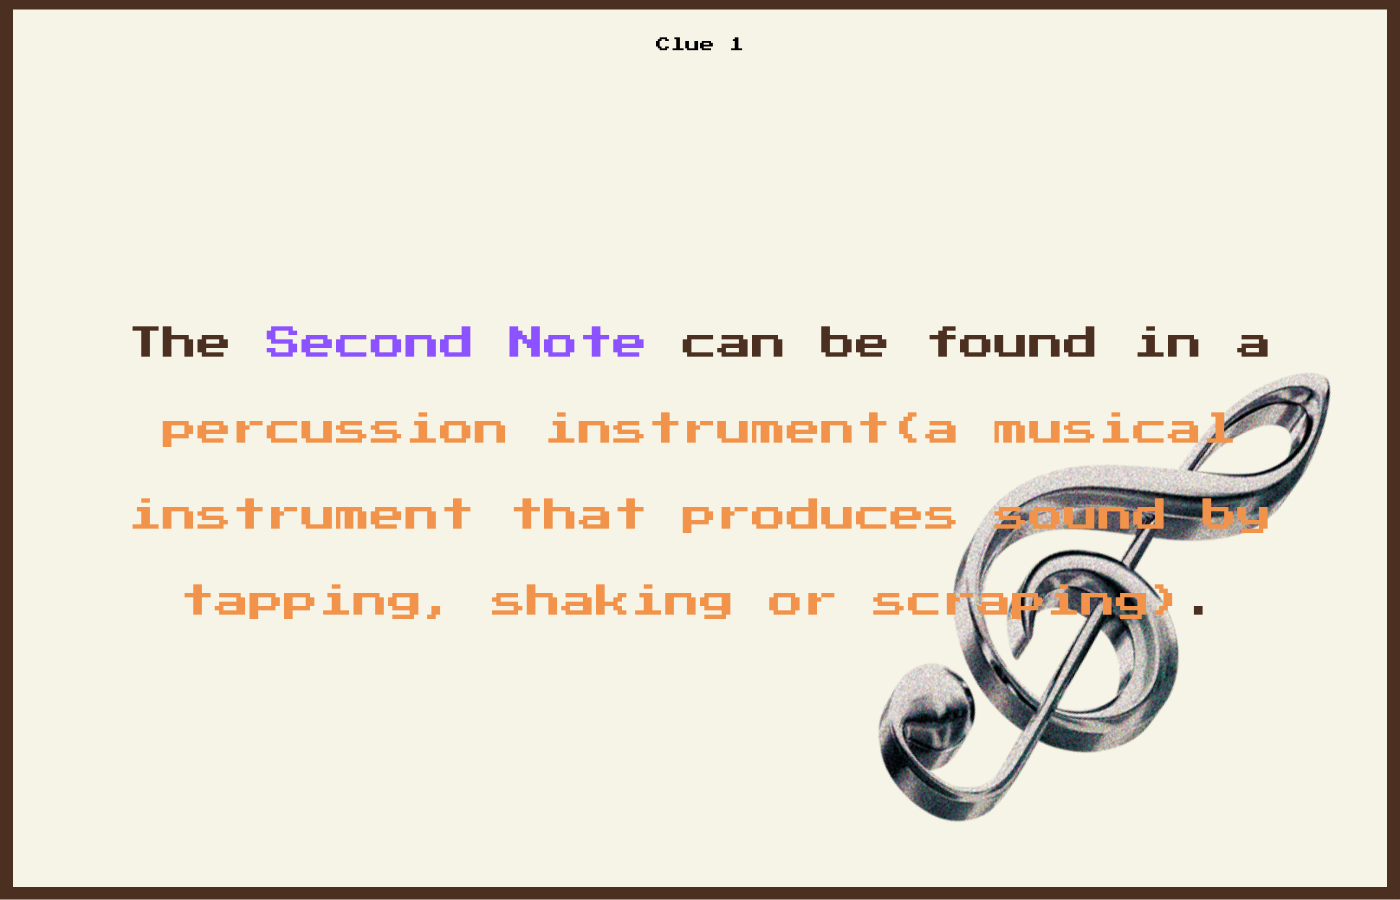 Clue 1
The Second Note can be found in a
percussion instrument(a musical
instrument that produces sound by
tapping, shaking or scraping).